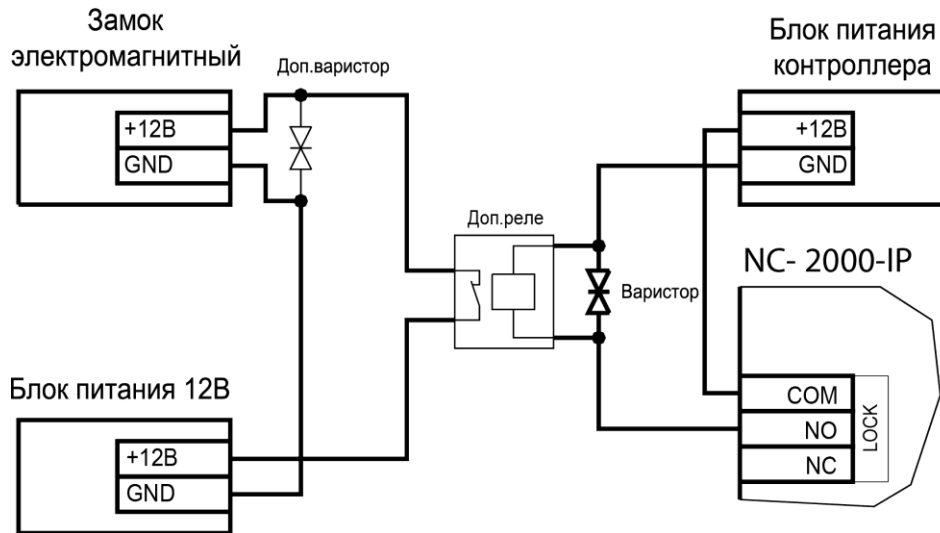 Замок
электромагнитный
+12В
GND
Доп.варистор
Блок питания
контроллера
+12В
GND
Доп.реле
Варистор
NC- 2000-IP
COM
NO
NC
LOCK
Блок питания 12В
+12В
GND